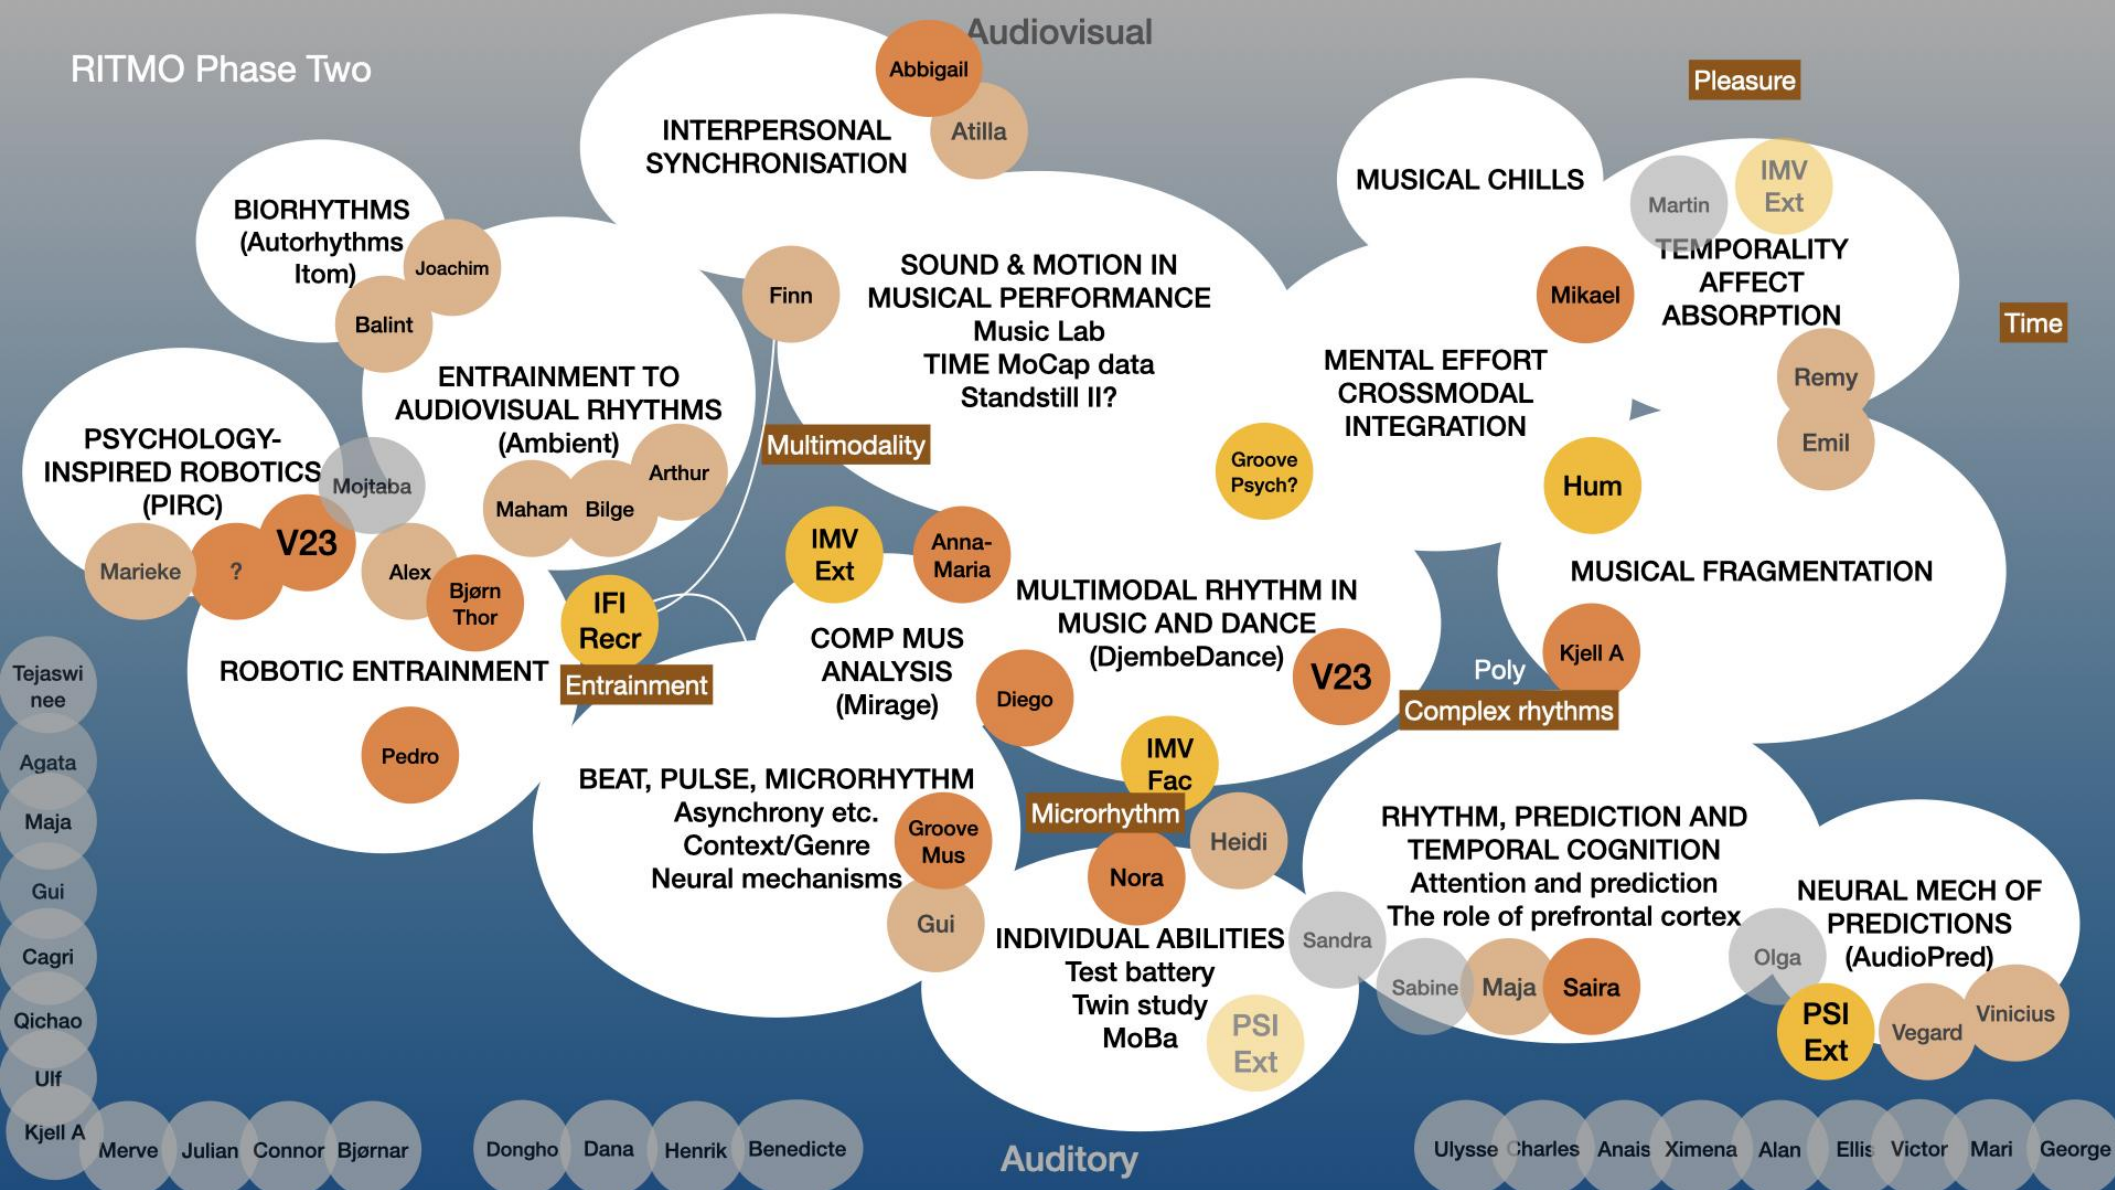 RITMO Phase Two
Audiovisual
Abbigail
Atilla
INTERPERSONAL
SYNCHRONISATION
Pleasure
MUSICAL CHILLS
Martin
IMV
Ext
TEMPORALITY
AFFECT
ABSORPTION
Mikael
Time
Remy
Emil
BIORHYTHMS
(Autorhythms
Itom)
Joachim
Balint
Finn
SOUND & MOTION IN
MUSICAL PERFORMANCE
Music Lab
TIME MoCap data
Standstill II?
MENTAL EFFORT
CROSSMODAL
INTEGRATION
ENTRAINMENT TO
AUDIOVISUAL RHYTHMS
(Ambient)
Arthur
Maham
Bilge
Multimodality
Groove
Psych?
Hum
PSYCHOLOGY-
INSPIRED ROBOTICS
(PIRC)
Mojtaba
V23
Marieke
?
Alex
Bjørn
Thor
IFI
Recr
Entrainment
IMV
Ext
Anna-
Maria
MULTIMODAL RHYTHM IN
MUSIC AND DANCE
(DjembeDance)
V23
MUSICAL FRAGMENTATION
Kjell A
Poly
Complex rhythms
COMP MUS
ANALYSIS
(Mirage)
Diego
ROBOTIC ENTRAINMENT
Pedro
IMV
Fac
Microrhythm
Heidi
Nora
BEAT, PULSE, MICRORHYTHM
Asynchrony etc.
Context/Genre
Neural mechanisms
Groove
Mus
Gui
INDIVIDUAL ABILITIES
Test battery
Twin study
MoBa
PSI
Ext
RHYTHM, PREDICTION AND
TEMPORAL COGNITION
Attention and prediction
The role of prefrontal cortex
Sandra
Sabine
Maja
Saira
NEURAL MECH OF
PREDICTIONS
(AudioPred)
Olga
PSI
Ext
Vegard
Vinicius
Tejaswi
nee
Agata
Maja
Gui
Cagri
Qichao
Ulf
Kjell A
Merve
Julian
Connor
Bjørnar
Dongho
Dana
Henrik
Benedicte
Auditory
Ulysse
Charles
Anais
Ximena
Alan
Ellis
Victor
Mari
George